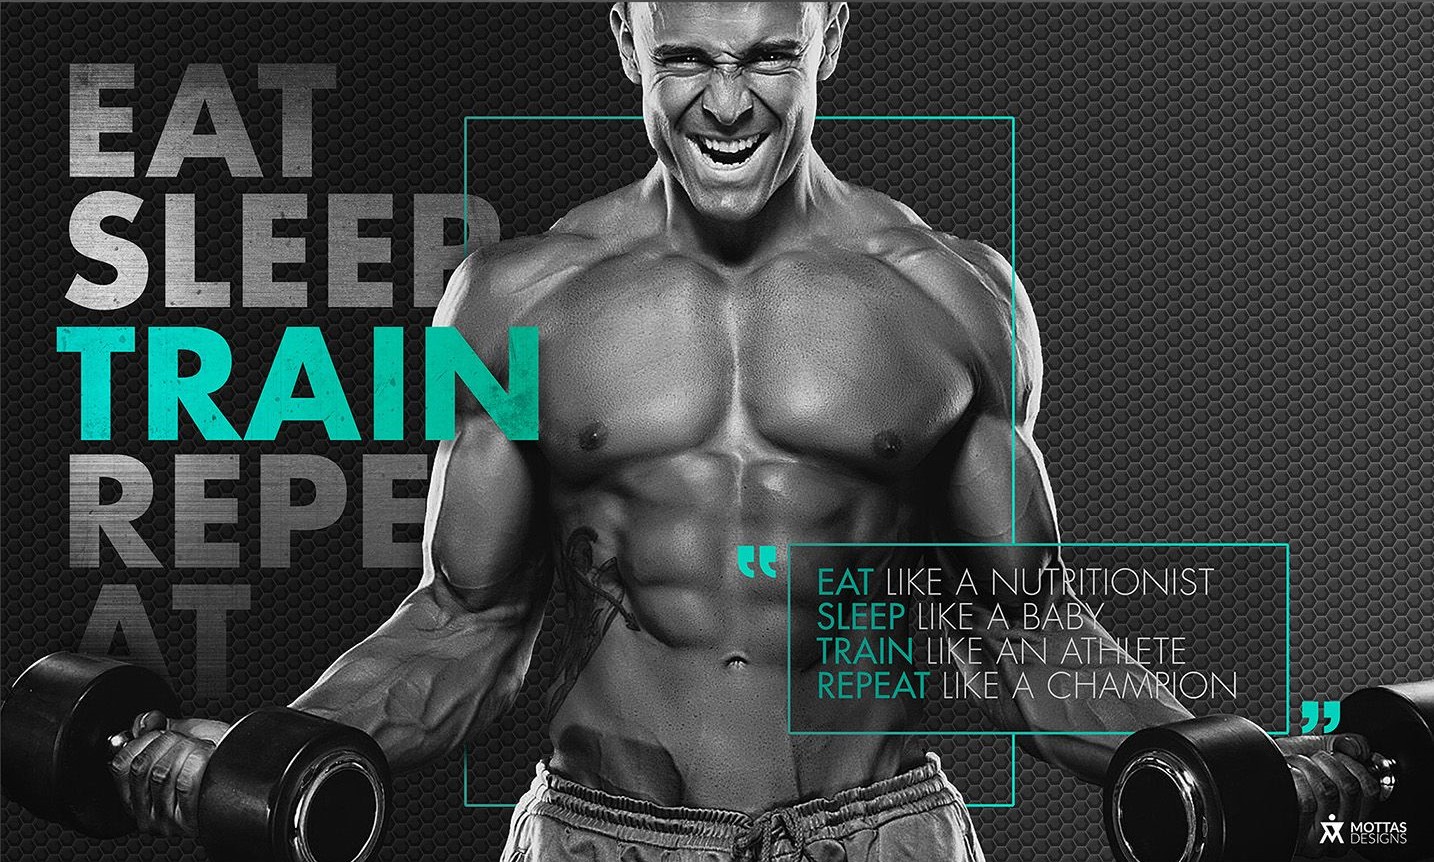 EAT
SLEEP
TRAIN
REPE
AT
“
EAT LIKE A NUTRITIONIST
SLEEP LIKE A BABY
TRAIN LIKE AN ATHLETE
REPEAT LIKE A CHAMPION
”
MOTTAS
DESIGNS